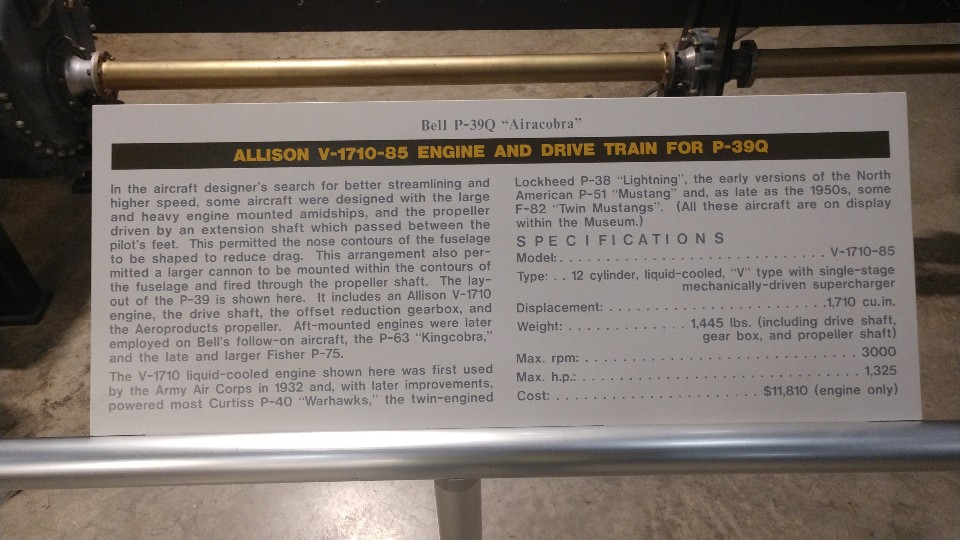 Bell P-39Q “Airacobra”
ALLISON V-1710-85 ENGINE AND DRIVE TRAIN FOR P-39Q
In the aircraft designer's search for better streamlining and
higher speed, some aircraft were designed with the large
and heavy engine mounted amidships, and the propeller
driven by an extension shaft which passed between the
pilot's feet. This permitted the nose contours of the fuselage
to be shaped to reduce drag. This arrangement also per-
mitted a larger cannon to be mounted within the contours of
the fuselage and fired through the propeller shaft. The lay-
out of the P-39 is shown here. It includes an Allison V-1710
engine, the drive shaft, the offset reduction gearbox, and
the Aeroproducts propeller. Aft-mounted engines were later
employed on Bell's follow-on aircraft, the P-63 “Kingcobra,”
and the late and larger Fisher P-75.
The V-1710 liquid-cooled engine shown here was first used
by the Army Air Corps in 1932 and, with later improvements,
powered most Curtiss P-40 “Warhawks,” the twin-engined
Lockheed P-38 “Lightning”, the early versions of the North
American P-51 “Mustang” and, as late as the 1950s, some
F-82 “Twin Mustangs”. (All these aircraft are on display
within the Museum.)
SPECIFICATIONS
Model: . . . . . . . . . . . . . . . . . . . . . . . . . . . . V-1710-85
Type: . . 12 cylinder, liquid-cooled, “V” type with single-stage
mechanically-driven supercharger
Displacement: . . . . . . . . . . . . . . . . . . . . . . . 1,710 cu.in.
Weight: . . . . . . . . . . . . 1,445 lbs. (including drive shaft,
gear box, and propeller shaft)
Max. rpm: . . . . . . . . . . . . . . . . . . . . . . . . . . . . 3000
Max. h.p.: . . . . . . . . . . . . . . . . . . . . . . . . . . . . 1,325
Cost: . . . . . . . . . . . . . . . . . . . . . $11,810 (engine only)